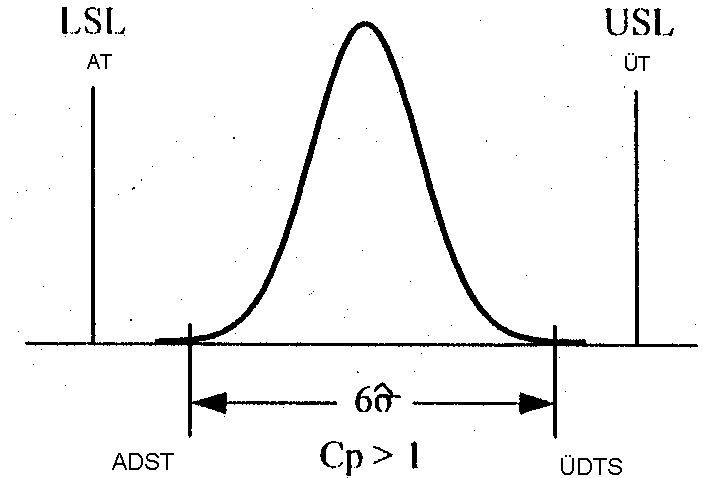 LSL
AT
USL
ÜT
6σ̂
Cp > 1
ADST
ÜDTS